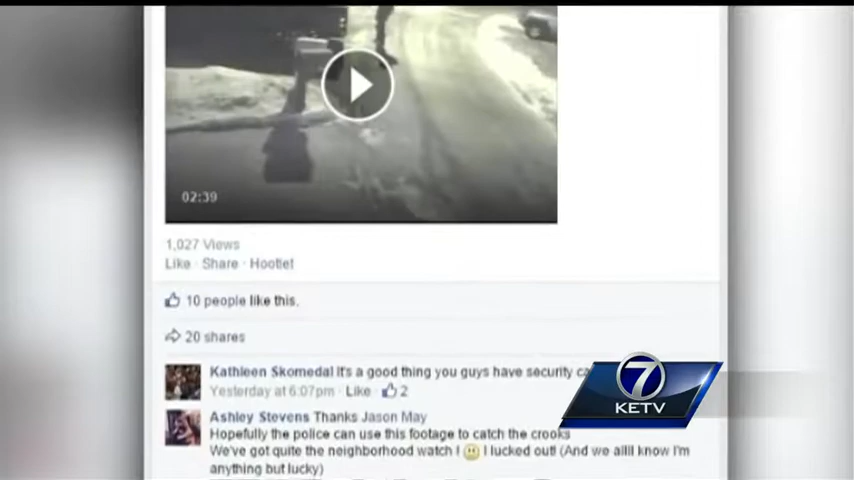 02:39
1,027 Views
Like · Share · Hootlet
10 people like this.
20 shares
Kathleen Skomedal It's a good thing you guys have security ca
Yesterday at 6:07pm · Like · 2
7
KETV
Ashley Stevens Thanks Jason May
Hopefully the police can use this footage to catch the crooks
We've got quite the neighborhood watch ! I lucked out! (And we allll know I'm
anything but lucky)